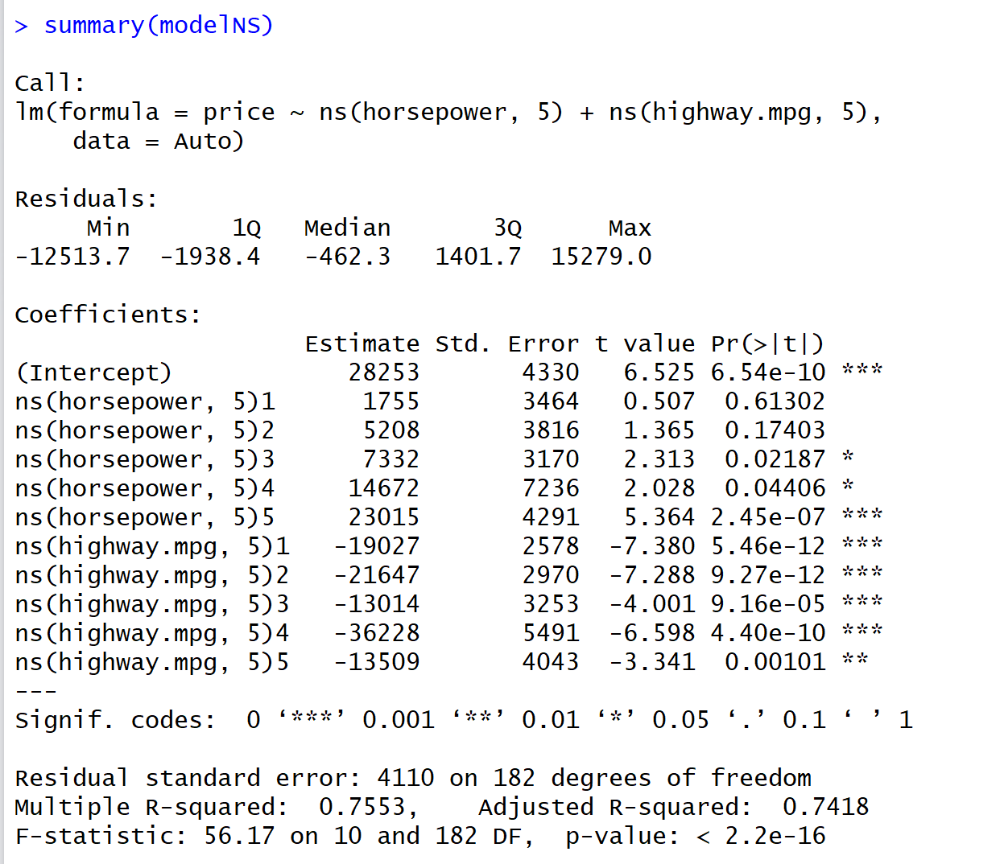 > summary(modelNS)
Call:
lm(formula = price ~ ns(horsepower, 5) + ns(highway.mpg, 5),
    data = Auto)
Residuals:
     Min       1Q   Median       3Q      Max
-12513.7  -1938.4   -462.3   1401.7  15279.0
Coefficients:
                    Estimate Std. Error t value Pr(>|t|)
(Intercept)            28253       4330   6.525 6.54e-10 ***
ns(horsepower, 5)1      1755       3464   0.507  0.61302
ns(horsepower, 5)2      5208       3816   1.365  0.17403
ns(horsepower, 5)3      7332       3170   2.313  0.02187 *
ns(horsepower, 5)4     14672       7236   2.028  0.04406 *
ns(horsepower, 5)5     23015       4291   5.364 2.45e-07 ***
ns(highway.mpg, 5)1   -19027       2578  -7.380 5.46e-12 ***
ns(highway.mpg, 5)2   -21647       2970  -7.288 9.27e-12 ***
ns(highway.mpg, 5)3   -13014       3253  -4.001 9.16e-05 ***
ns(highway.mpg, 5)4   -36228       5491  -6.598 4.40e-10 ***
ns(highway.mpg, 5)5   -13509       4043  -3.341  0.00101 **
---
Signif. codes:  0 ‘***’ 0.001 ‘**’ 0.01 ‘*’ 0.05 ‘.’ 0.1 ‘ ’ 1
Residual standard error: 4110 on 182 degrees of freedom
Multiple R-squared:  0.7553,    Adjusted R-squared:  0.7418
F-statistic: 56.17 on 10 and 182 DF,  p-value: < 2.2e-16